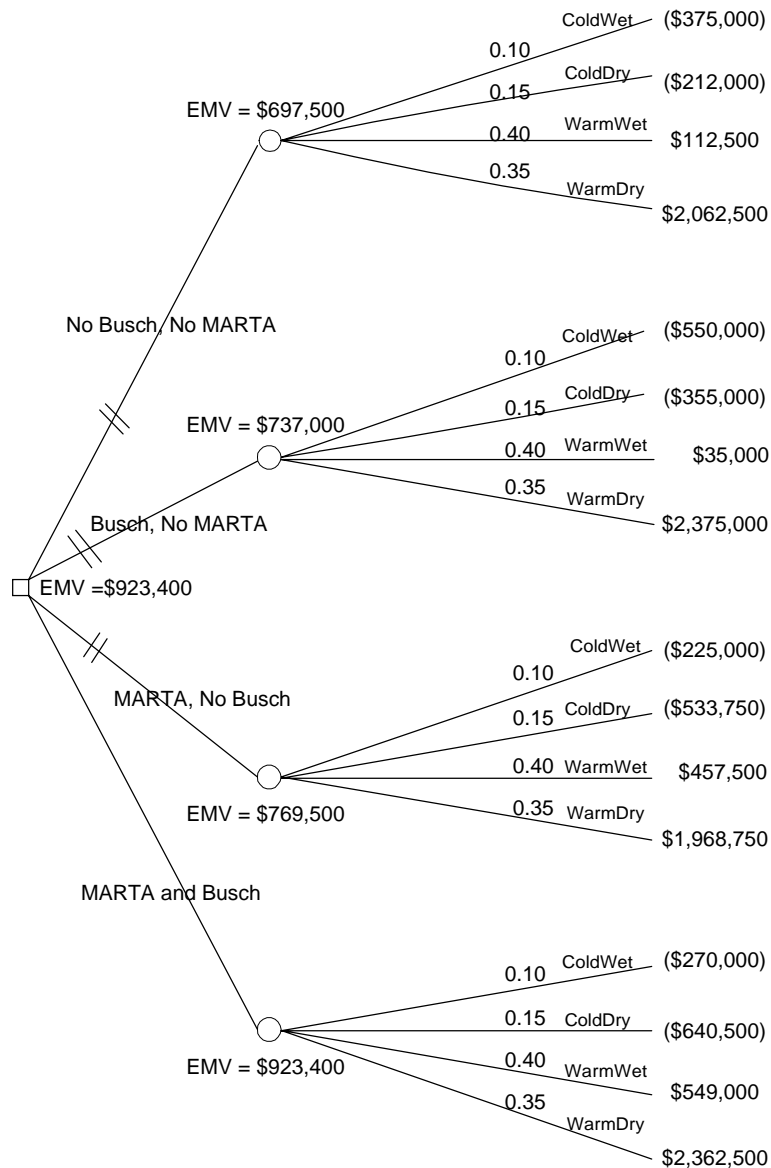 ColdWet ($375,000)
0.10
ColdDry ($212,000)
0.15
EMV = $697,500
WarmWet $112,500
0.40
0.35
WarmDry $2,062,500
No Busch, No MARTA
ColdWet ($550,000)
0.10
ColdDry ($355,000)
0.15
EMV = $737,000
0.40 WarmWet $35,000
0.35
WarmDry $2,375,000
Busch, No MARTA
EMV =$923,400
ColdWet ($225,000)
0.10
MARTA, No Busch
0.15 ColdDry ($533,750)
0.40 WarmWet $457,500
0.35 WarmDry
EMV = $769,500
$1,968,750
MARTA and Busch
0.10 ColdWet ($270,000)
0.15 ColdDry ($640,500)
0.40
EMV = $923,400
WarmWet $549,000
0.35
WarmDry
$2,362,500